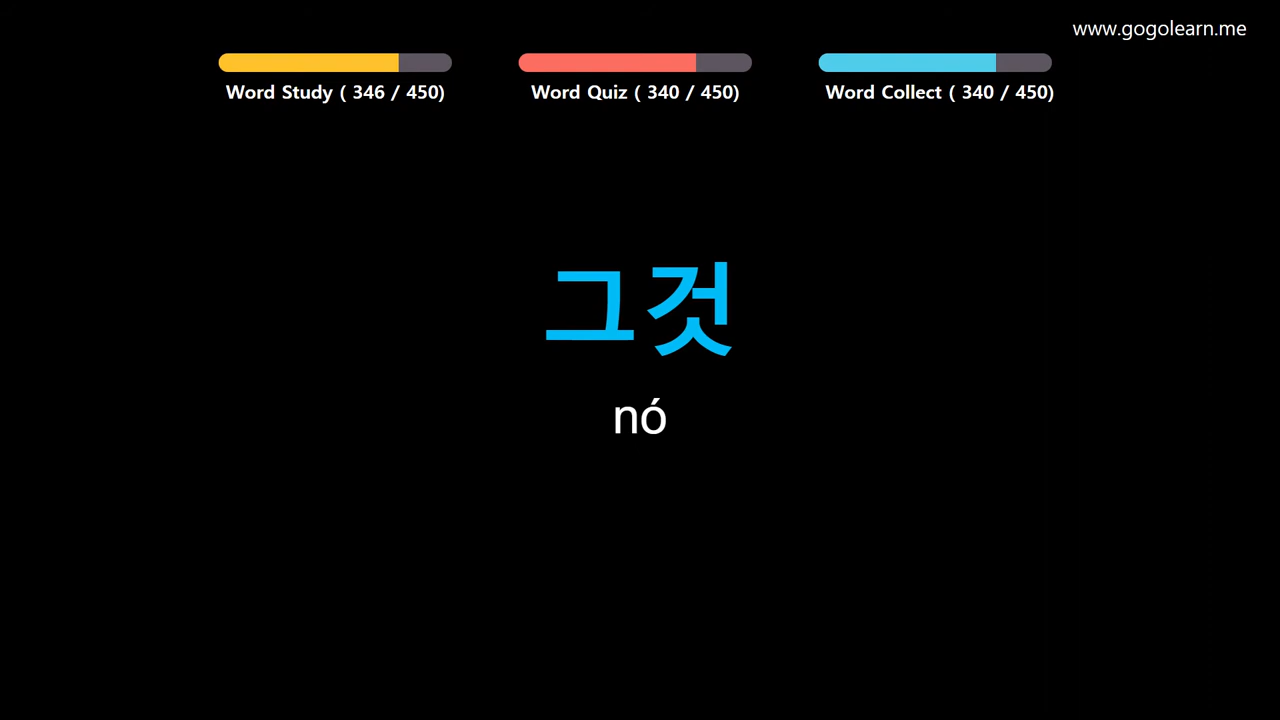 www.gogolearn.me
Word Study ( 346 / 450)
Word Quiz ( 340 / 450)
Word Collect ( 340 / 450)
그것
nó